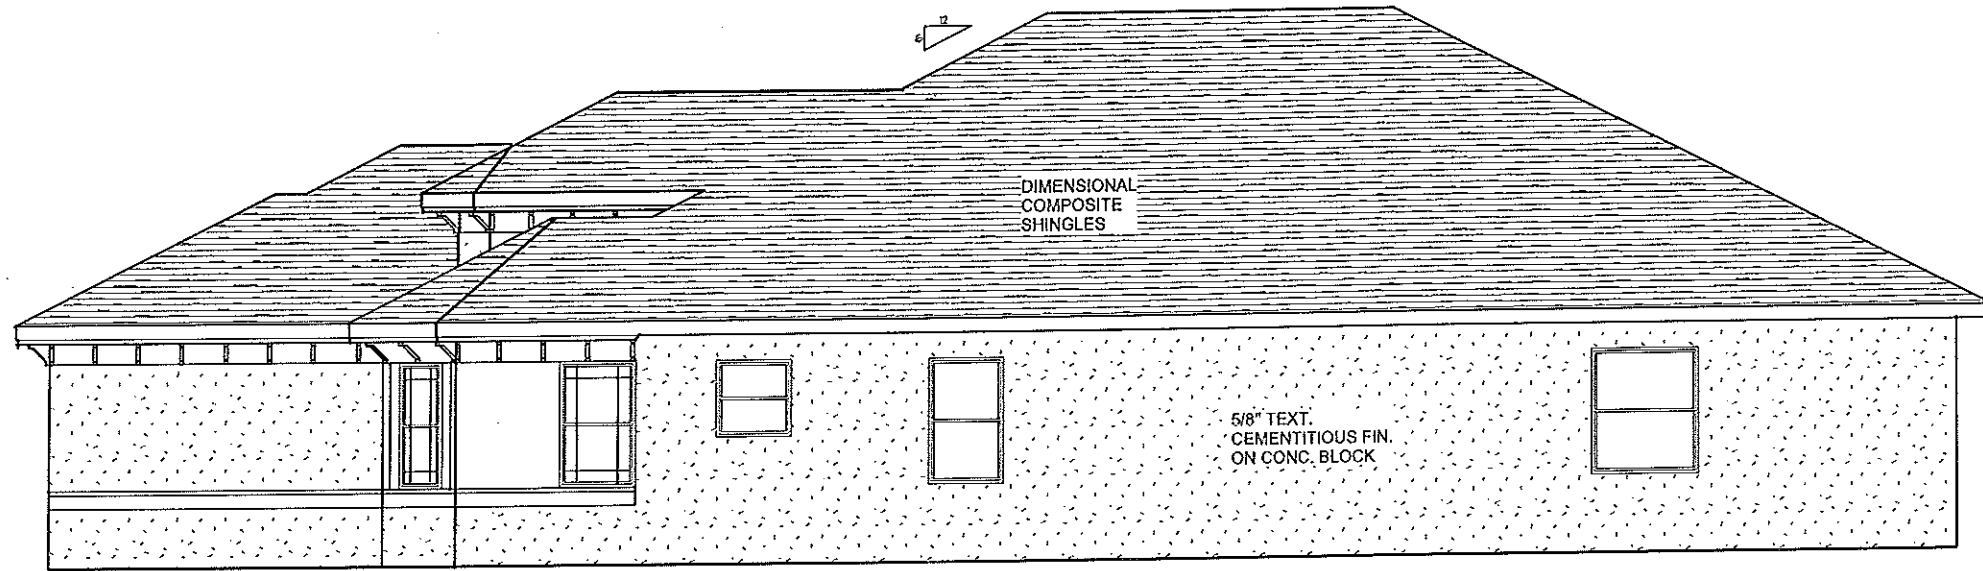 12
6
DIMENSIONAL
COMPOSITE
SHINGLES
5/8" TEXT.
CEMENTITIOUS FIN.
ON CONC. BLOCK